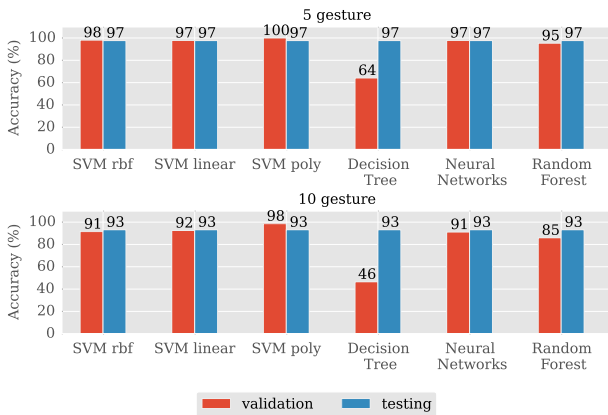 5 gesture
Accuracy (%)
100
80
60
40
20
0
98 97 97 97 100 97 64 97 97 97 95 97
SVM rbf SVM linear SVM poly Decision Tree Neural Networks Random Forest
10 gesture
Accuracy (%)
100
80
60
40
20
0
91 93 92 93 98 93 46 93 91 93 85 93
SVM rbf SVM linear SVM poly Decision Tree Neural Networks Random Forest
validation testing